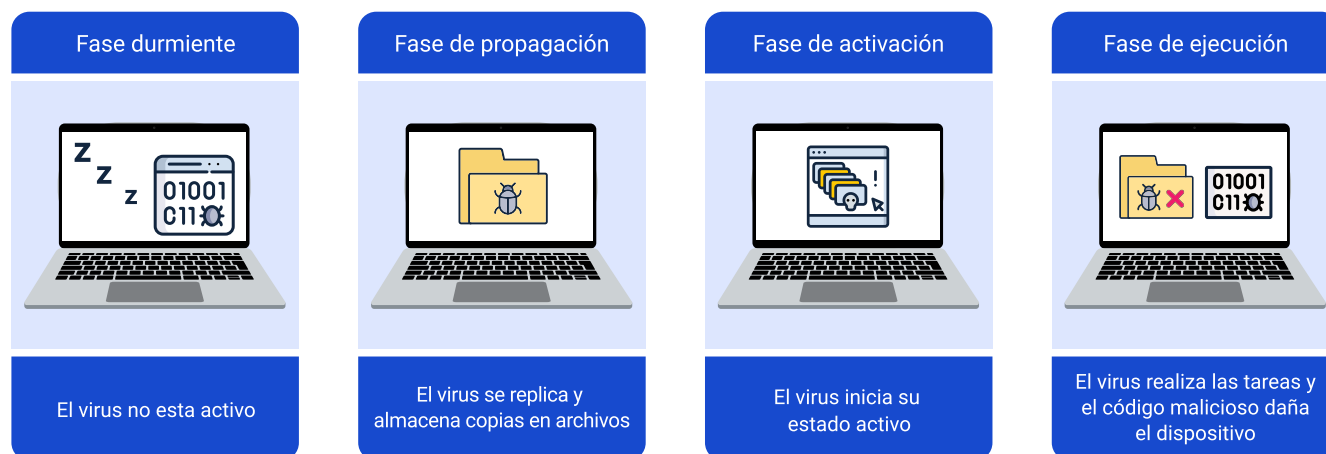 Fase durmiente
Fase de propagación
Fase de activación
Fase de ejecución
Z
Z
Z
01001
C11
!
01001
C11
El virus no esta activo
El virus se replica y
almacena copias en archivos
El virus inicia su
estado activo
El virus realiza las tareas y
el código malicioso daña
el dispositivo